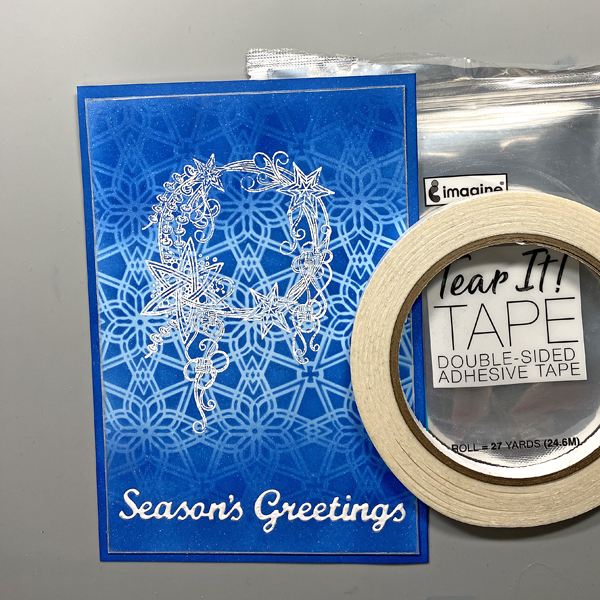 imagine
Tear It!
TAPE
DOUBLE-SIDED
ADHESIVE TAPE
ROLL = 27 YARDS (24.6M)
Season's Greetings